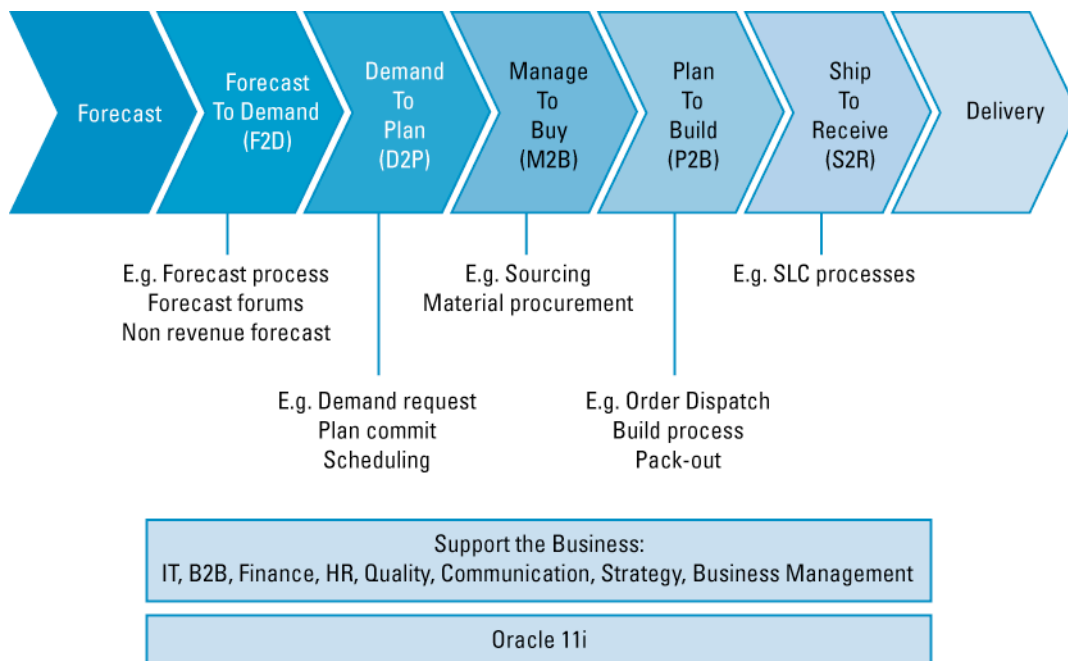 Forecast
Forecast
To Demand
(F2D)
Demand
To
Plan
(D2P)
Manage
To
Buy
(M2B)
Plan
To
Build
(P2B)
Ship
To
Receive
(S2R)
Delivery
E.g. Forecast process
Forecast forums
Non revenue forecast
E.g. Sourcing
Material procurement
E.g. SLC processes
E.g. Demand request
Plan commit
Scheduling
E.g. Order Dispatch
Build process
Pack-out
Support the Business:
IT, B2B, Finance, HR, Quality, Communication, Strategy, Business Management
Oracle 11i